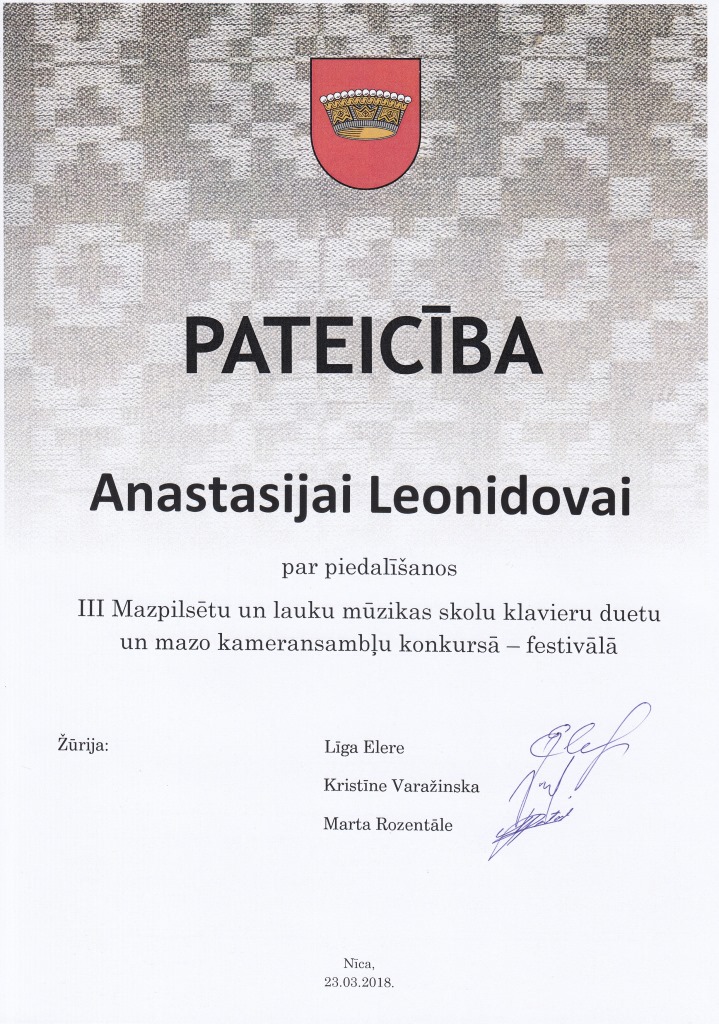 PATEICĪBA
Anastasijai Leonidovai
par piedalīšanos
III Mazpilsētu un lauku mūzikas skolu klavieru duetu
un mazo kameransambļu konkursā – festivālā
Žūrija:
Līga Elere
Kristīne Varažinska
Marta Rozentāle
Nīca,
23.03.2018.